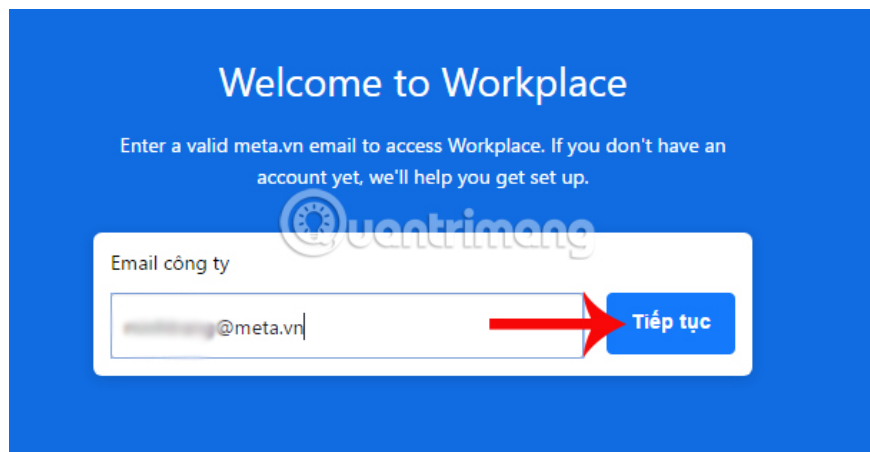 Welcome to Workplace
Enter a valid meta.vn email to access Workplace. If you don't have an
account yet, we'll help you get set up.
Quantrimang
Email công ty
@meta.vn
Tiếp tục